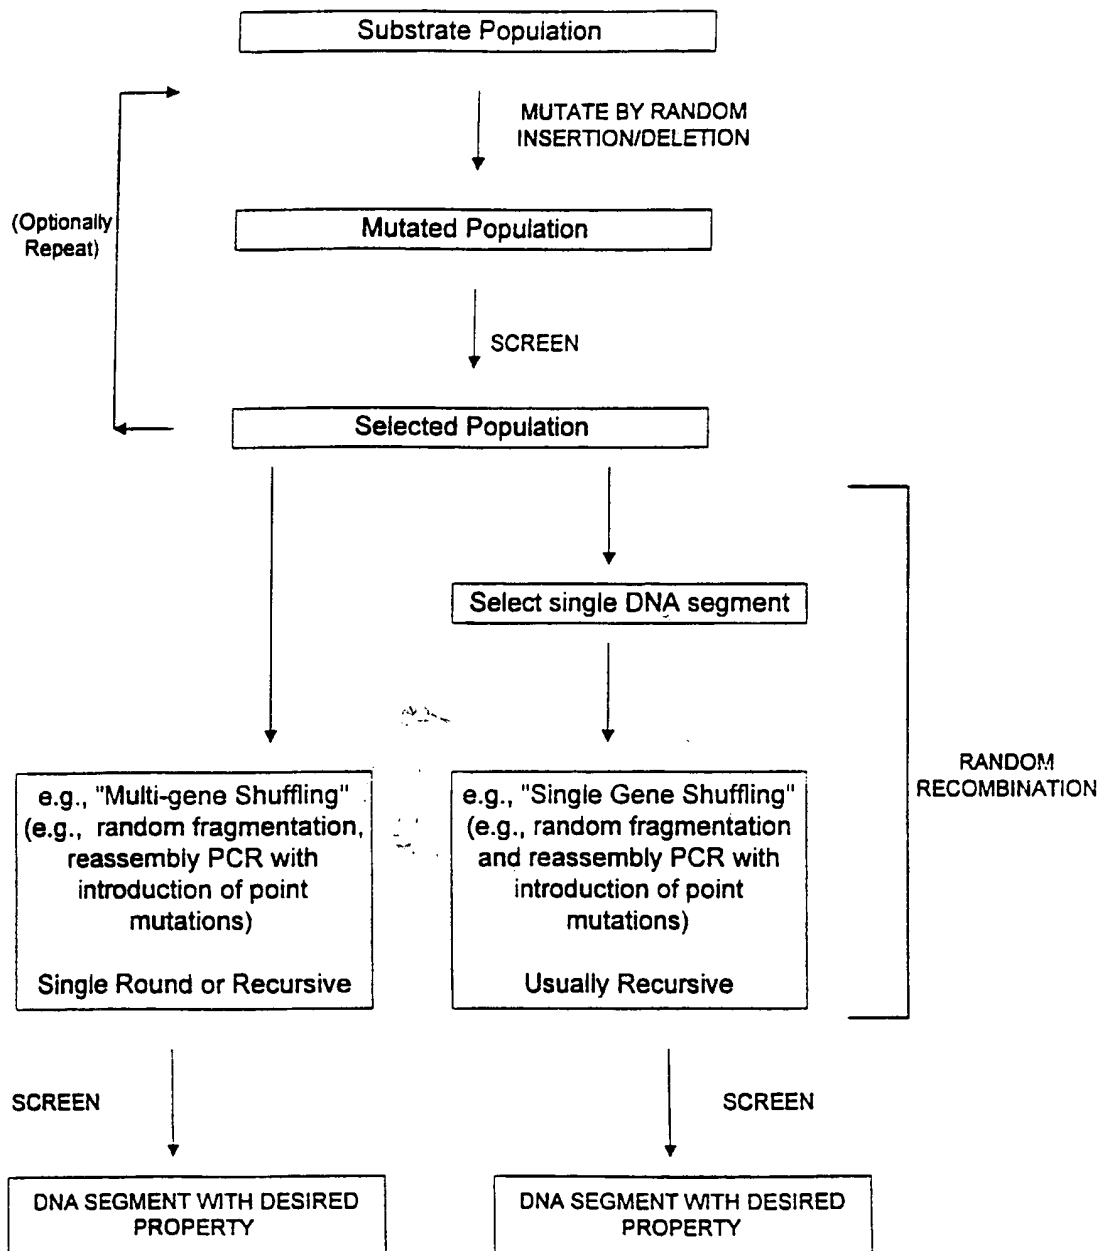 Substrate Population
MUTATE BY RANDOM
INSERTION/DELETION
(Optionally
Repeat)
Mutated Population
SCREEN
Selected Population
Select single DNA segment
e.g., "Multi-gene Shuffling"
(e.g., random fragmentation,
reassembly PCR with
introduction of point
mutations)
Single Round or Recursive
e.g., "Single Gene Shuffling"
(e.g., random fragmentation
and reassembly PCR with
introduction of point
mutations)
Usually Recursive
RANDOM
RECOMBINATION
SCREEN
SCREEN
DNA SEGMENT WITH DESIRED
PROPERTY
DNA SEGMENT WITH DESIRED
PROPERTY